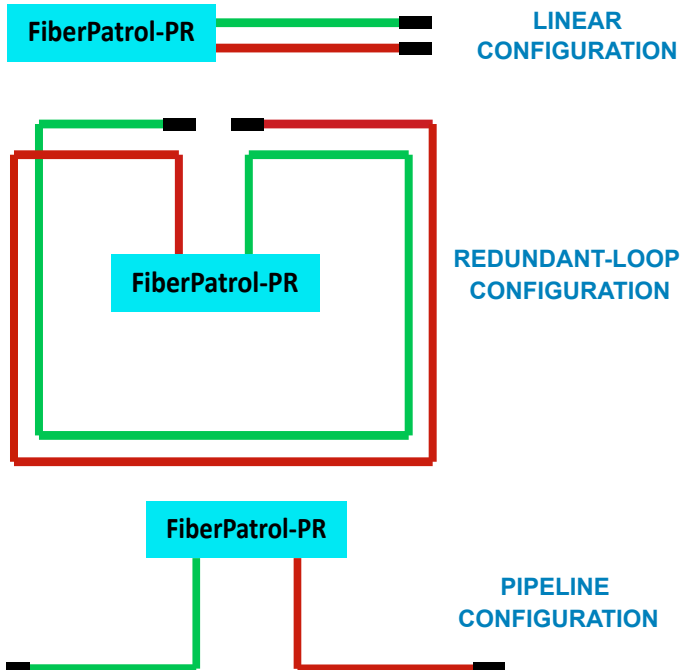 FiberPatrol-PR
LINEAR
CONFIGURATION
FiberPatrol-PR
REDUNDANT-LOOP
CONFIGURATION
FiberPatrol-PR
PIPELINE
CONFIGURATION